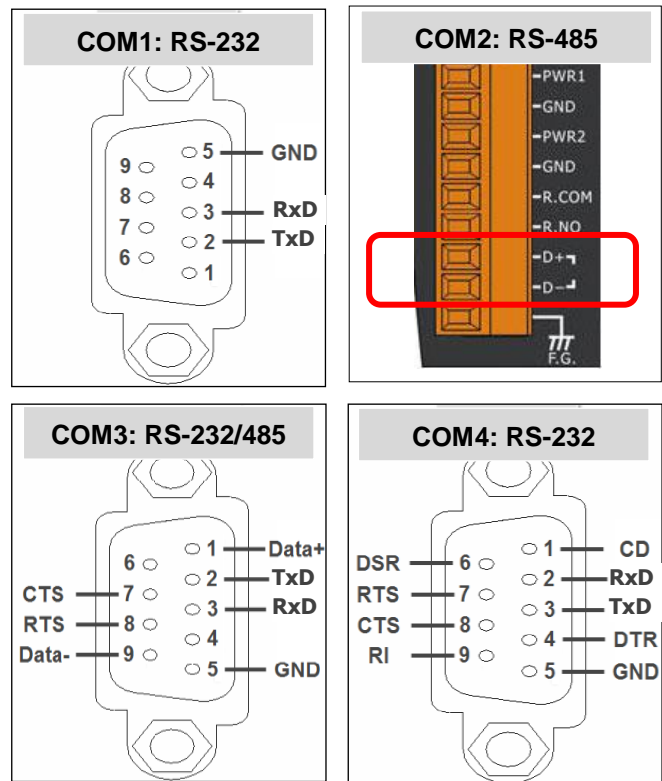 COM1: RS-232
5 GND
9
4
8
3 RxD
7
2 TxD
6
1
COM2: RS-485
PWR1
GND
PWR2
GND
R.COM
R.NO
D+
D-
F.G.
COM3: RS-232/485
1 Data+
6
2 TxD
CTS 7
3 RxD
RTS 8
4
Data- 9
5 GND
COM4: RS-232
1 CD
DSR 6
2 RxD
RTS 7
3 TxD
CTS 8
4 DTR
RI 9
5 GND